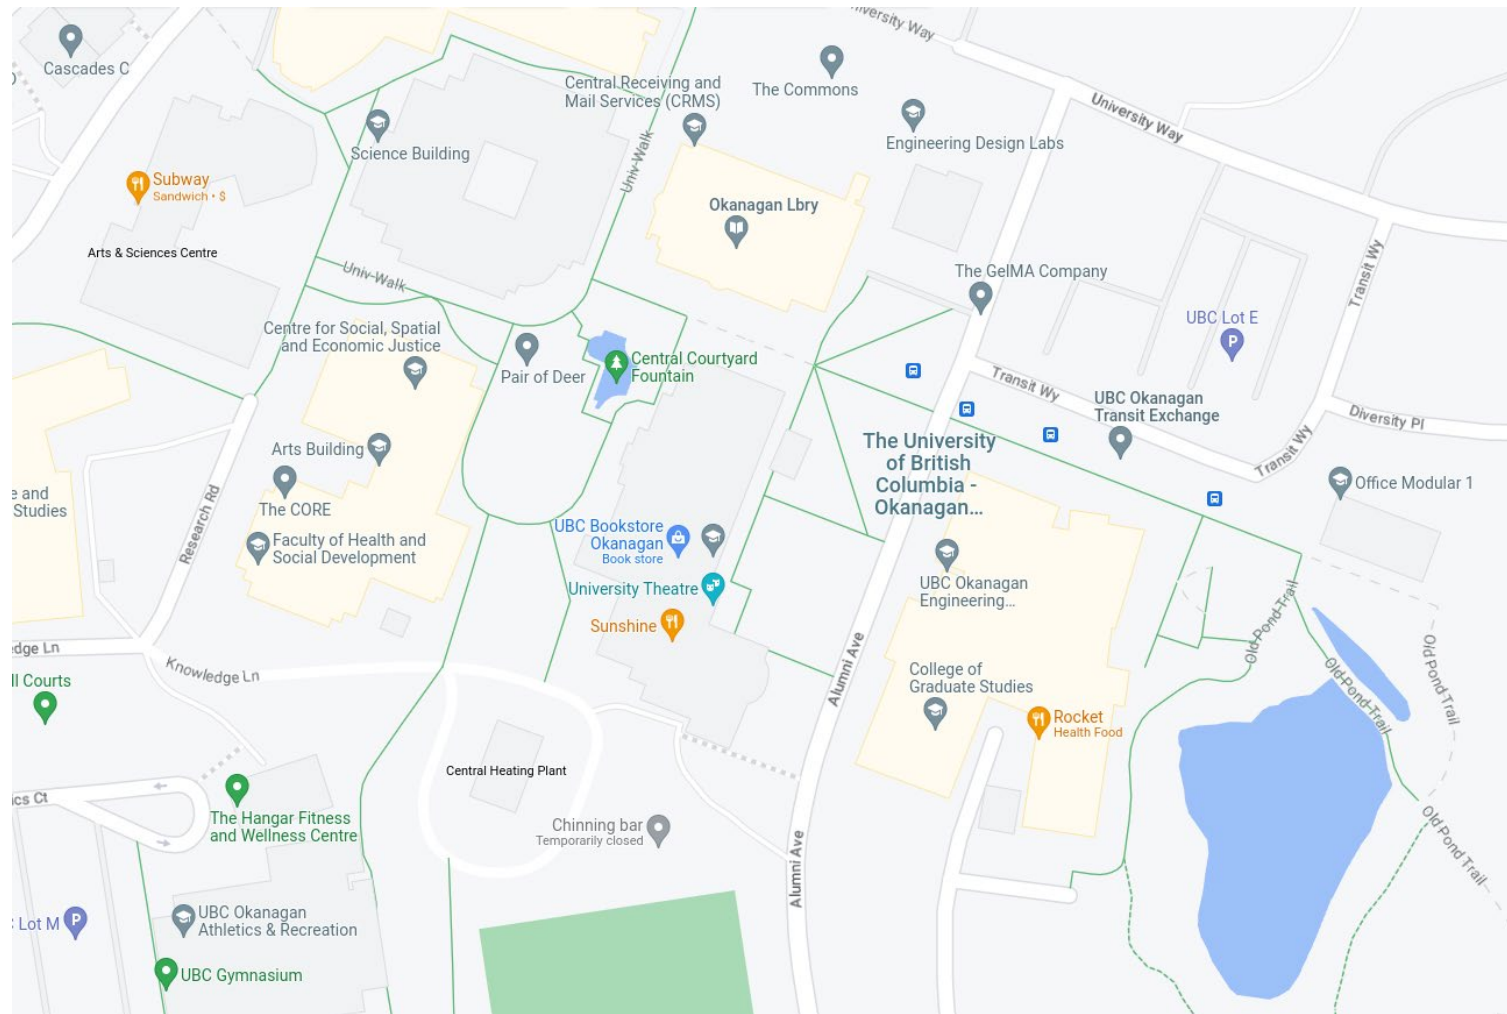 Cascades C
niversity Way
Central Receiving and
Mail Services (CRMS)
The Commons
University Way
Engineering Design Labs
Science Building
Univ-Walk
Subway
Sandwich • $
Okanagan Lbry
Arts & Sciences Centre
Univ-Walk
The GelMA Company
Transit Wy
UBC Lot E
P
Centre for Social, Spatial
and Economic Justice
Pair of Deer
Central Courtyard
Fountain
Transit Wy
UBC Okanagan
Transit Exchange
Diversity Pl
Arts Building
The University
of British
Columbia -
Okanagan...
Transit Wy
Office Modular 1
e and
Studies
The CORE
Research Rd
Faculty of Health and
Social Development
UBC Bookstore
Okanagan
Book store
University Theatre
Sunshine
UBC Okanagan
Engineering...
Old Pond Trail
Old Pond Trail
Old Pond Trail
edge Ln
Knowledge Ln
Alumni Ave
College of
Graduate Studies
ll Courts
Rocket
Health Food
Central Heating Plant
ics Ct
The Hangar Fitness
and Wellness Centre
Chinning bar
Temporarily closed
Alumni Ave
Old Pond Trail
Lot M
P
UBC Okanagan
Athletics & Recreation
UBC Gymnasium